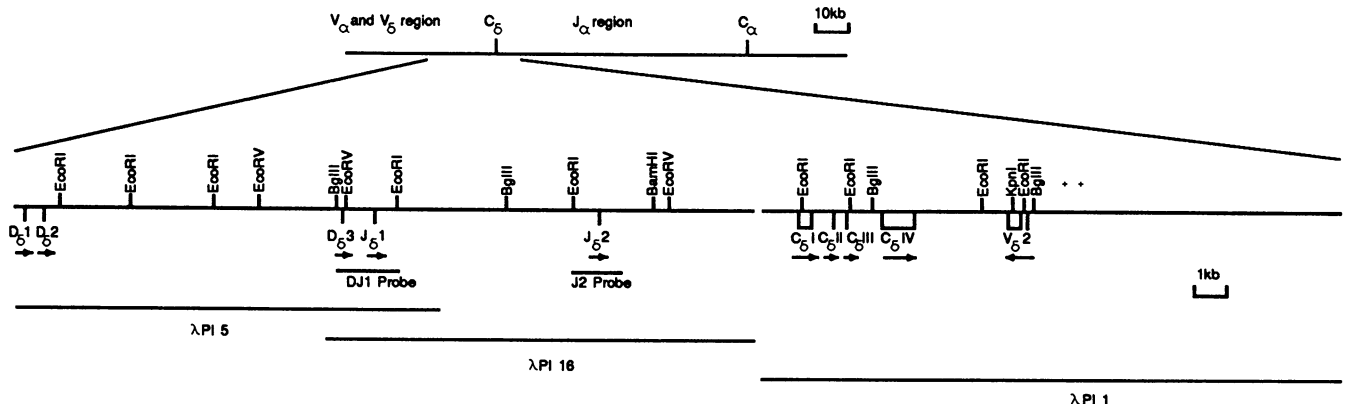 Vα and Vδ region Cδ Jα region Cα 10kb
EcoRI EcoRI EcoRI EcoRV BglII EcoRV EcoRI BglII EcoRI BamHI EcoRV EcoRI EcoRI BglII EcoRI KpnI EcoRI BglII + +
Dδ1 Dδ2 Dδ3 Jδ1 Jδ2 CδI CδII CδIII CδIV Vδ2
DJ1 Probe J2 Probe 1kb
λPI 5
λPI 16
λPI 1